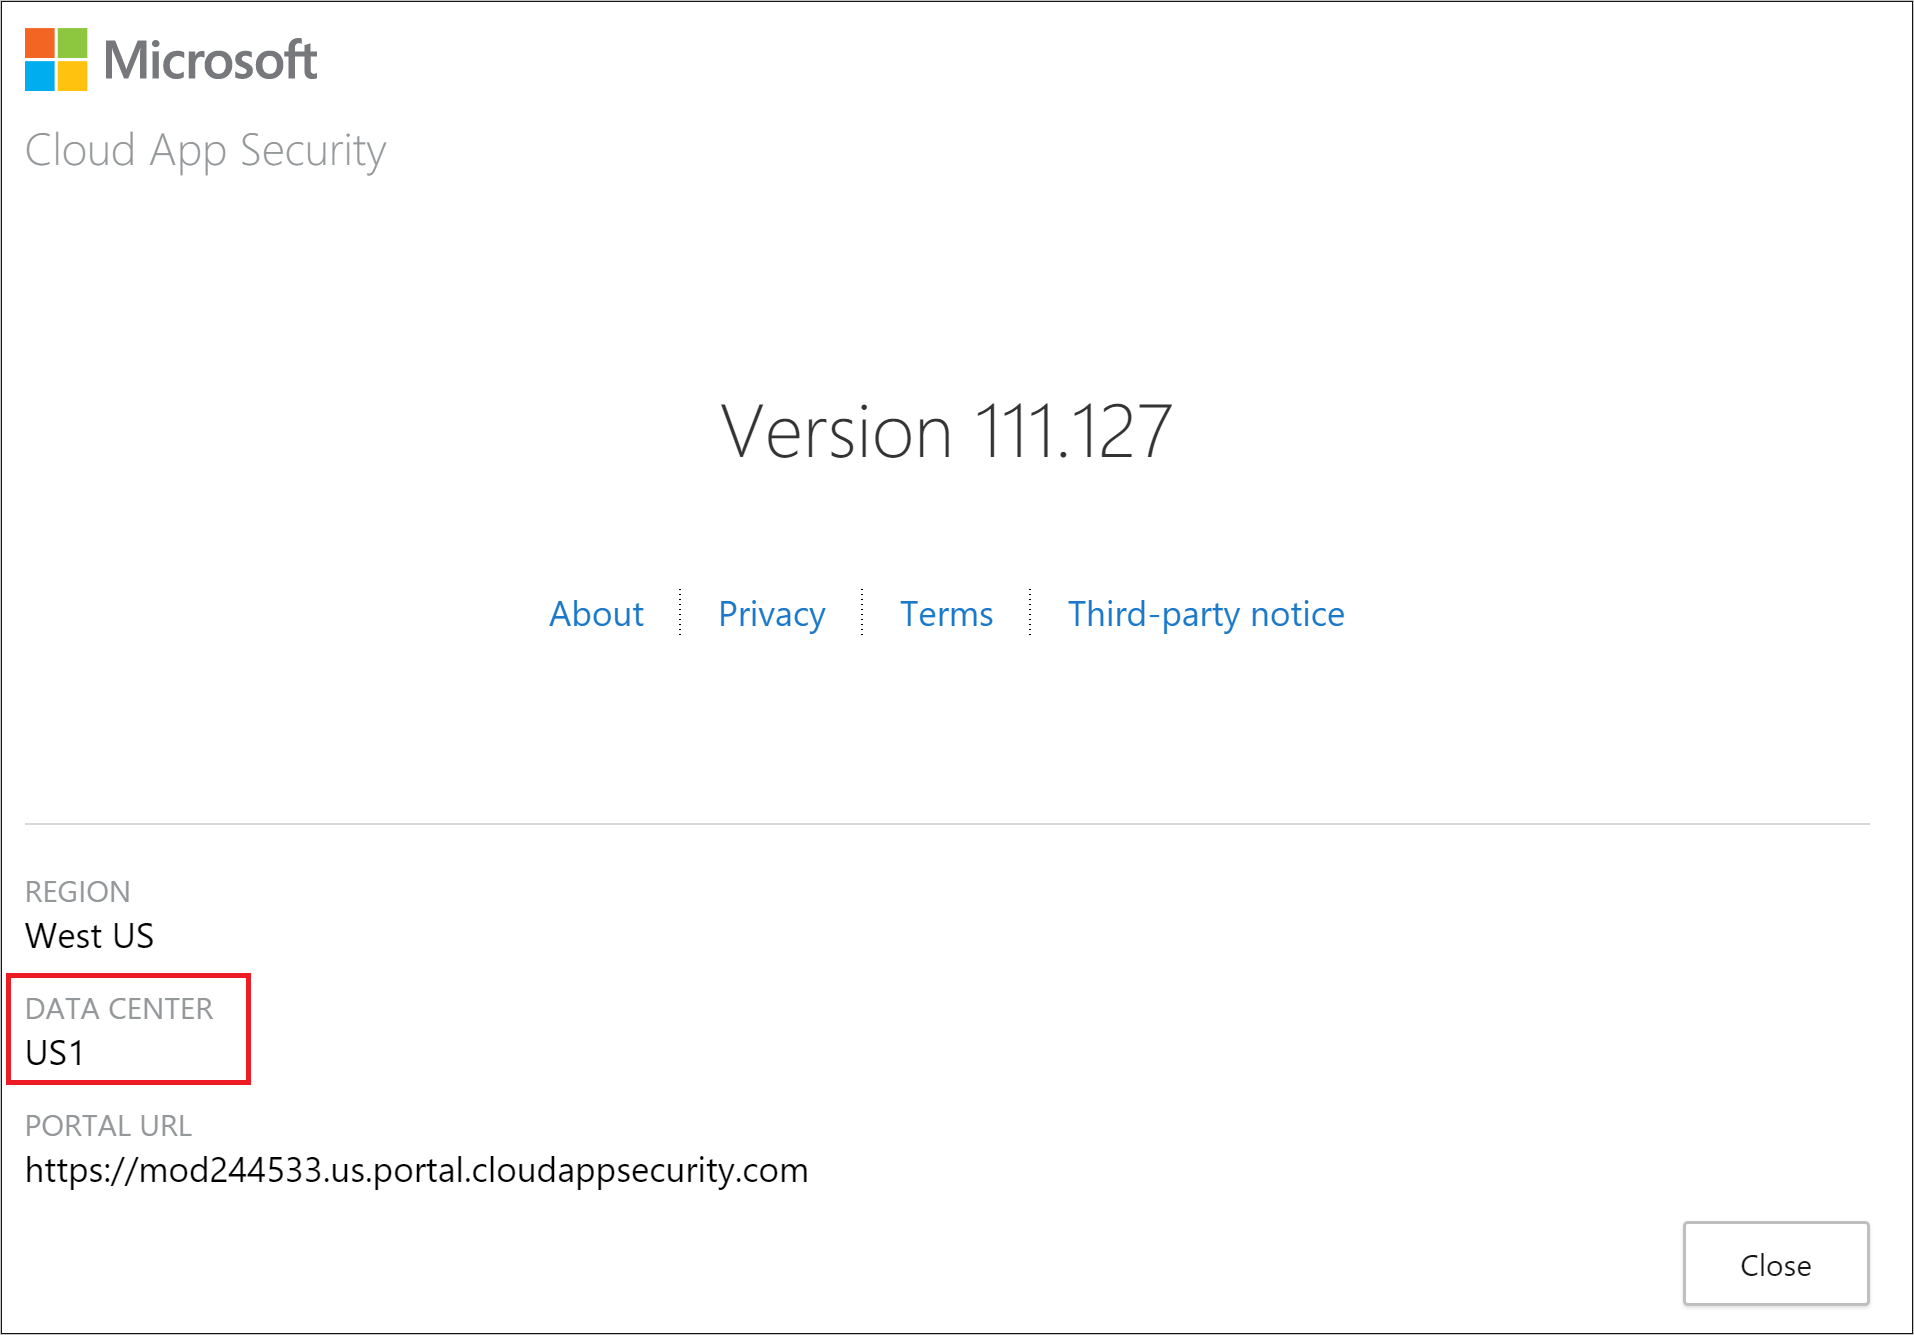 Microsoft
Cloud App Security
Version 111.127
About Privacy Terms Third-party notice
REGION
West US
DATA CENTER
US1
PORTAL URL
https://mod244533.us.portal.cloudappsecurity.com
Close